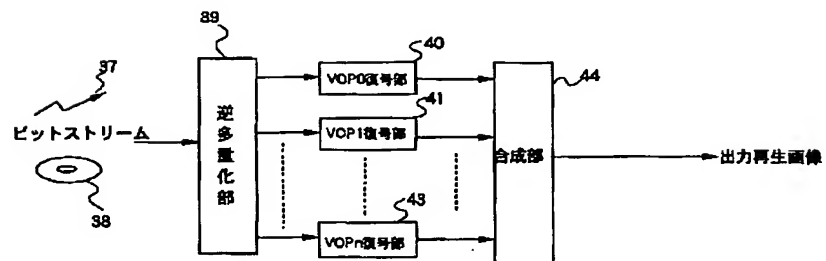 39
40
VOP0復号部
44
37
41
ビットストリーム
逆多量化部
VOP1復号部
合成部
出力再生画像
38
43
VOPn復号部